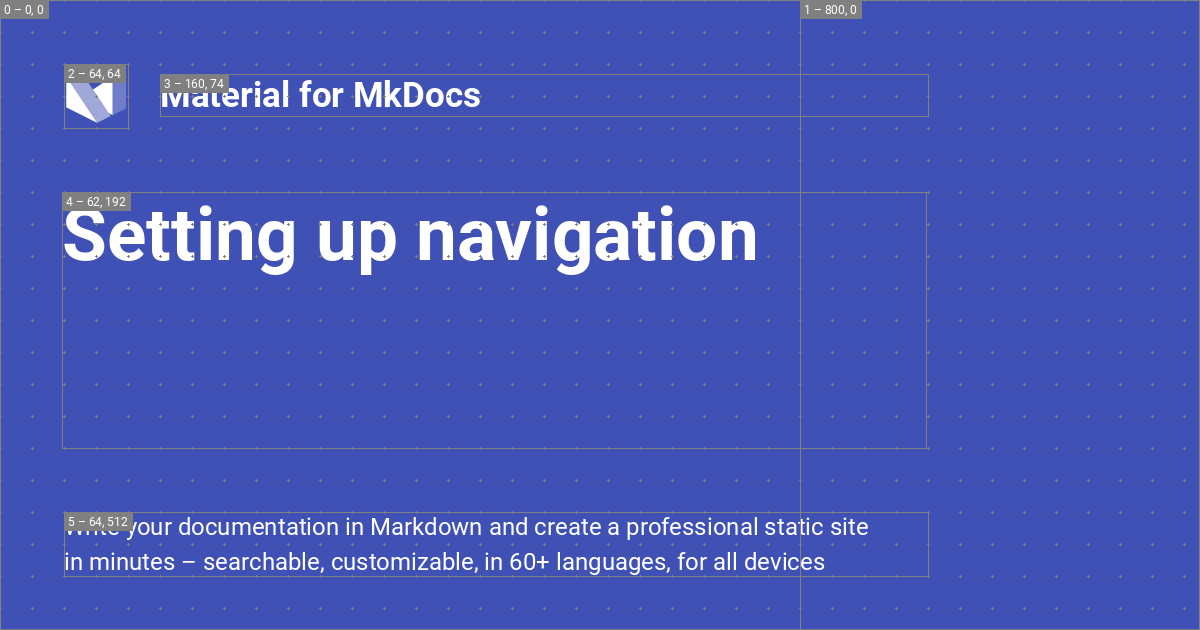 0 – 0, 0
1 – 800, 0
2 – 64, 64
3 – 160, 74
Material for MkDocs
4 – 62, 192
Setting up navigation
5 – 64, 512
Write your documentation in Markdown and create a professional static site
in minutes – searchable, customizable, in 60+ languages, for all devices